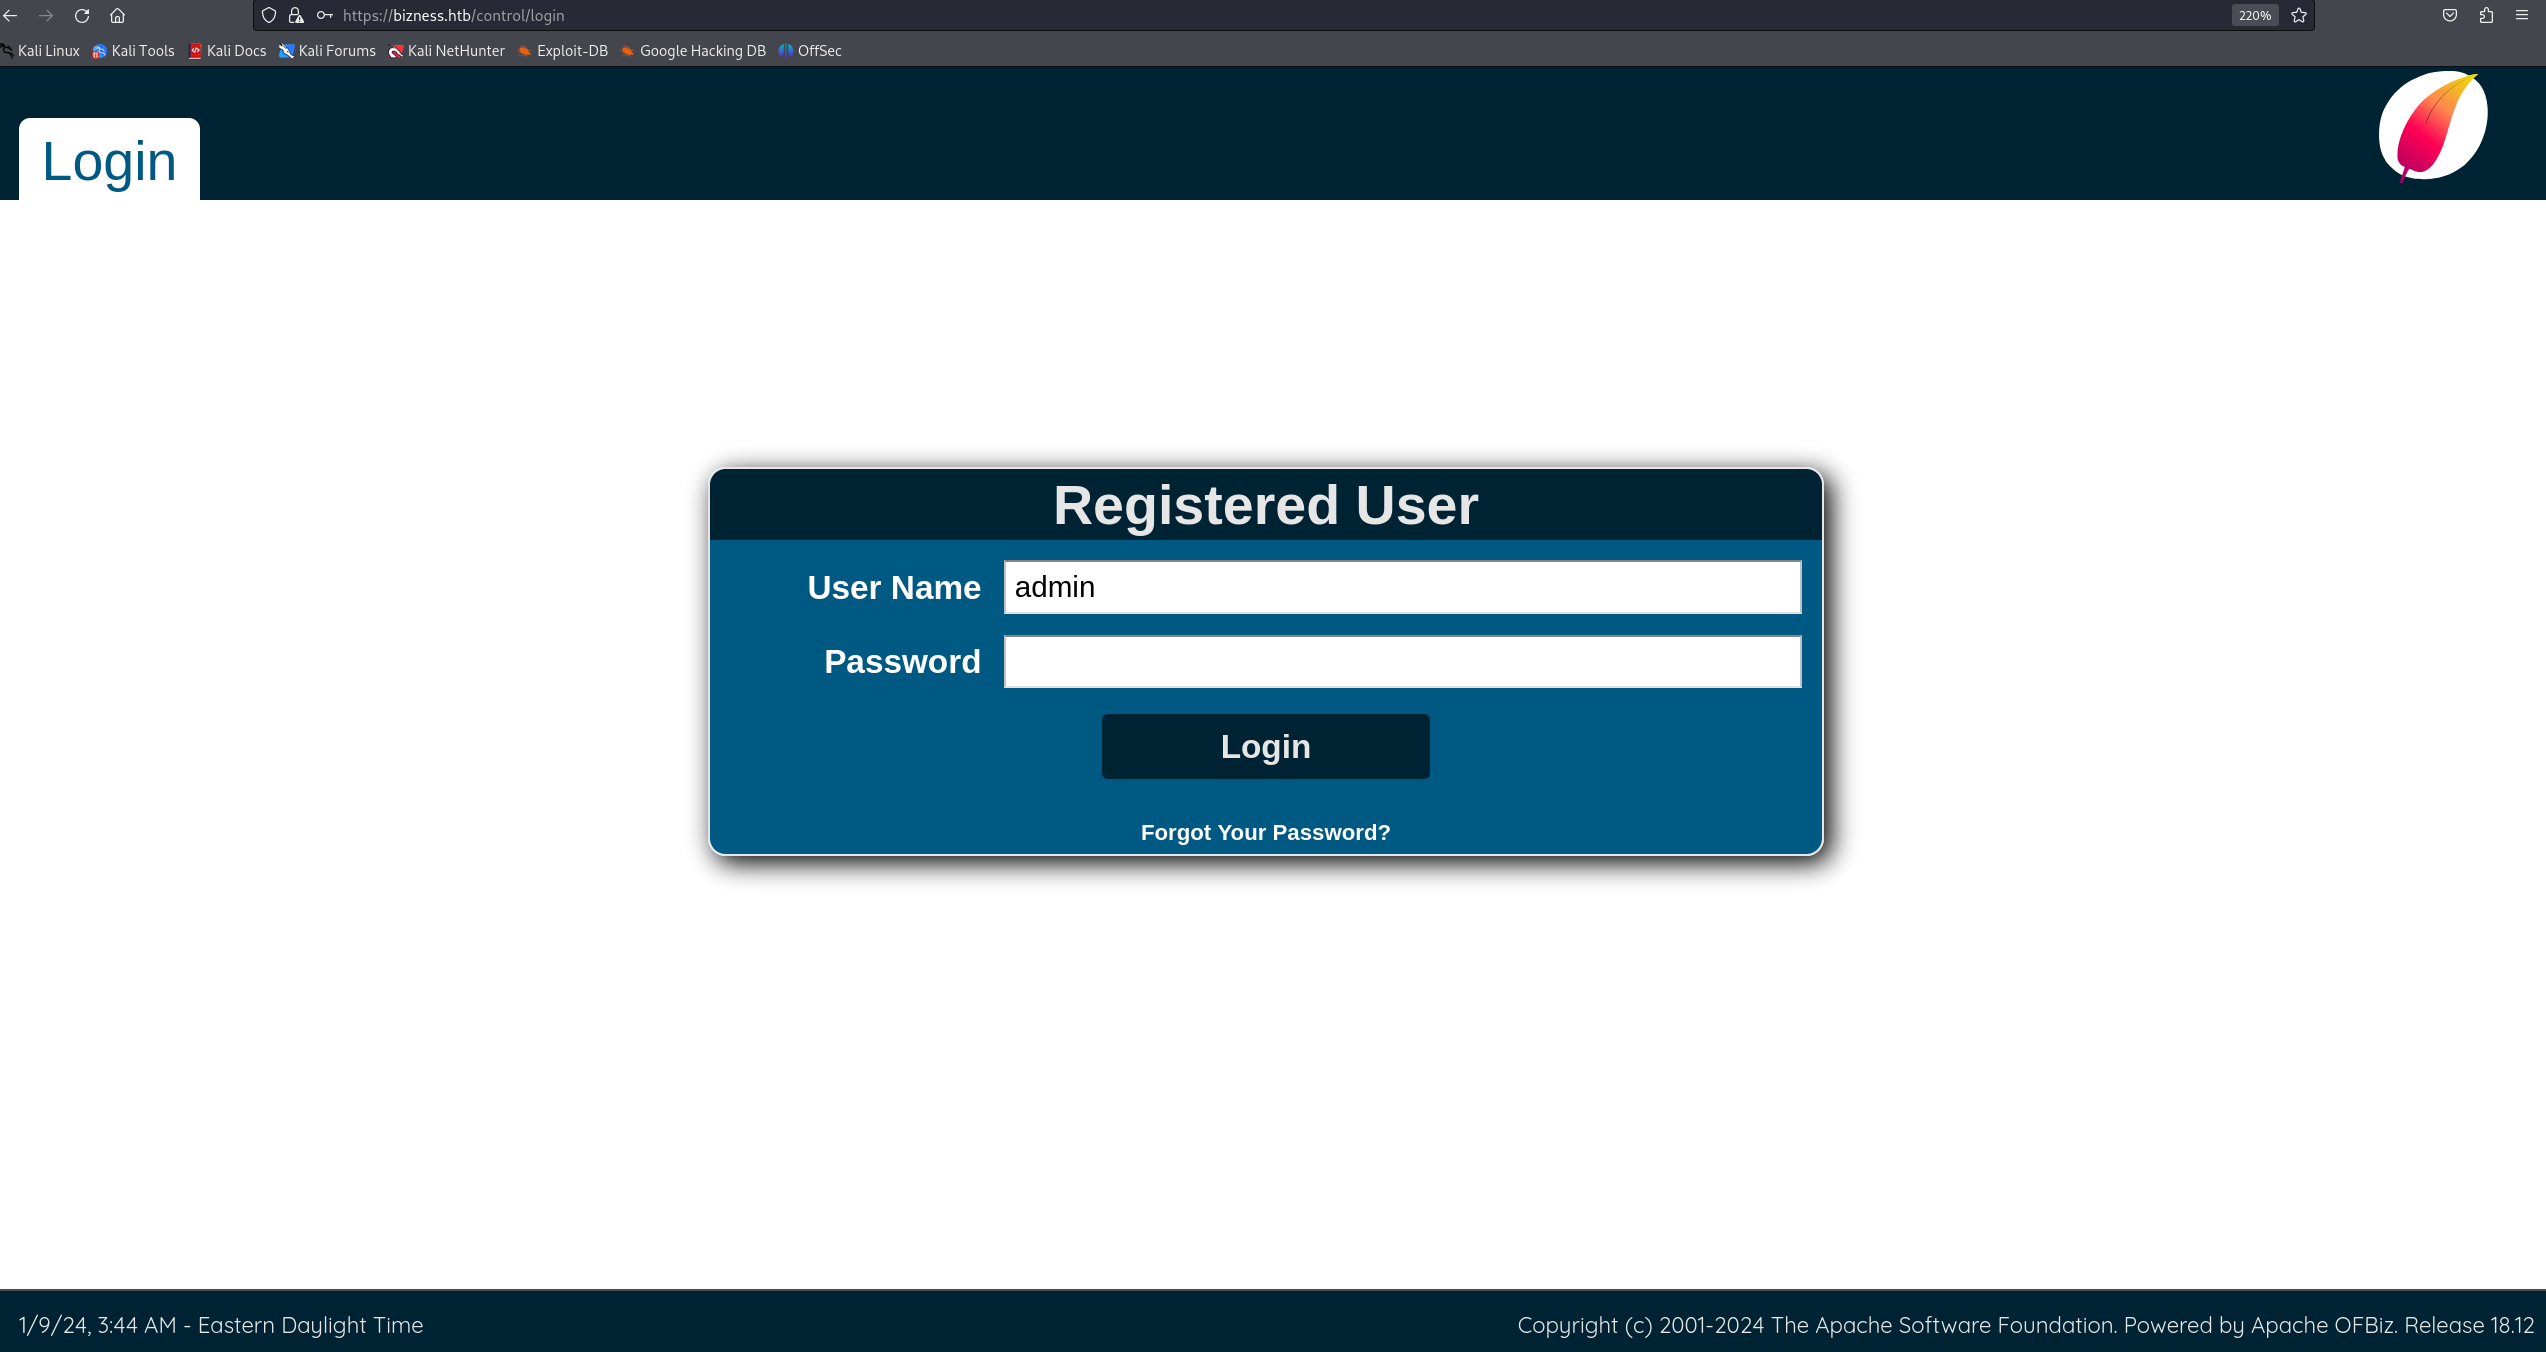 https://bizness.htb/control/login 220%
Kali Linux Kali Tools Kali Docs Kali Forums Kali NetHunter Exploit-DB Google Hacking DB OffSec
Login
Registered User
User Name admin
Password
Login
Forgot Your Password?
1/9/24, 3:44 AM - Eastern Daylight Time Copyright (c) 2001-2024 The Apache Software Foundation. Powered by Apache OFBiz. Release 18.12